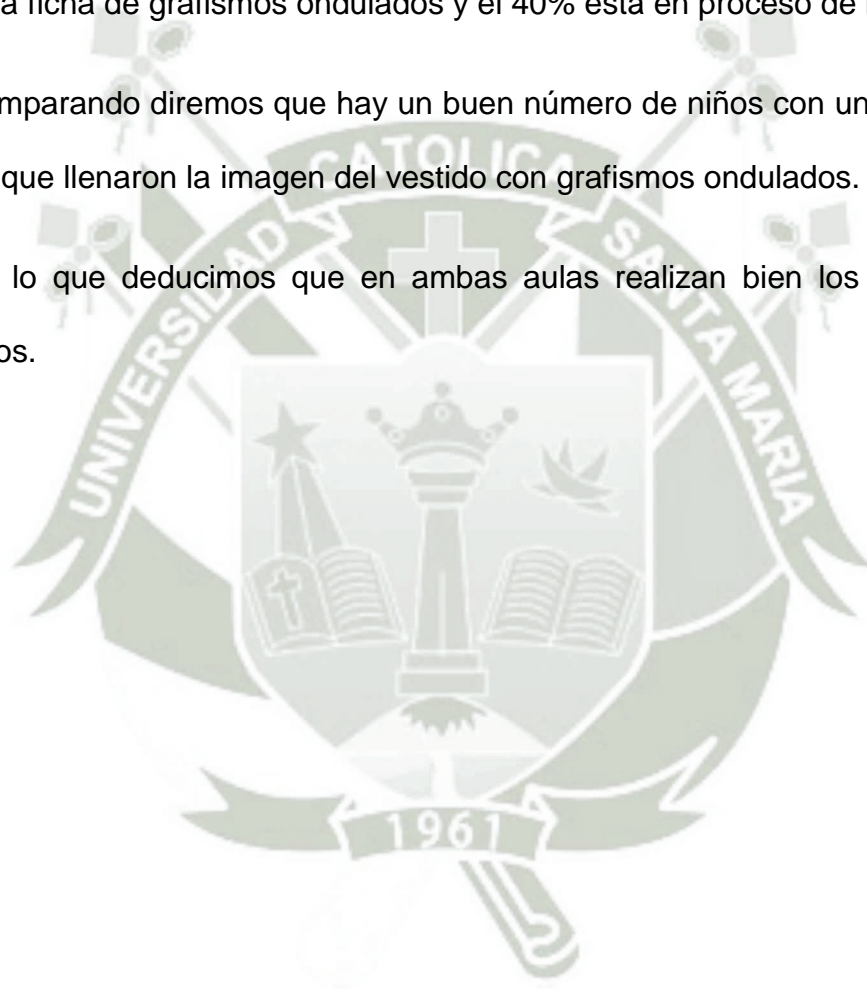 a ficha de grafismos ondulados y el 40% está en proceso de
mparando diremos que hay un buen número de niños con un
que llenaron la imagen del vestido con grafismos ondulados.
lo que deducimos que en ambas aulas realizan bien los
os.
UNIVERSIDAD CATOLICA SANTA MARIA
1961